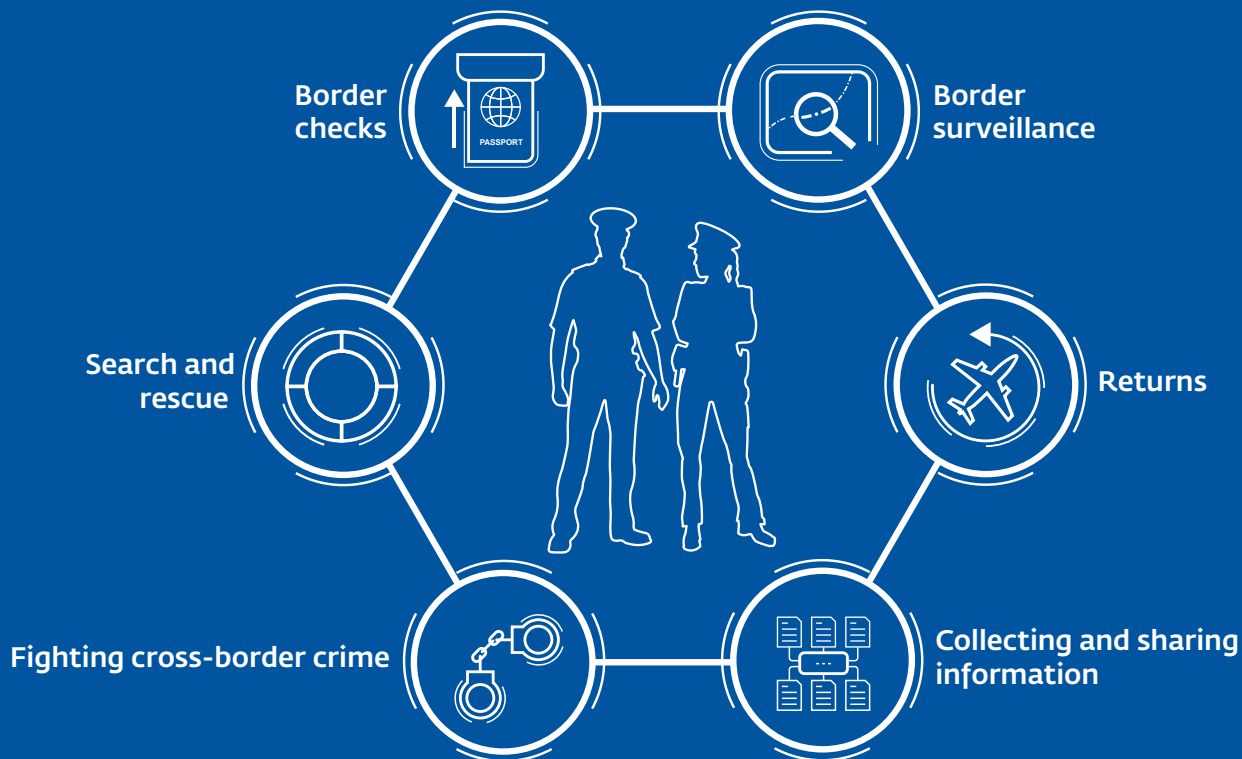 Border
checks
PASSPORT
Border
surveillance
Search and
rescue
Returns
Fighting cross-border crime
Collecting and sharing
information